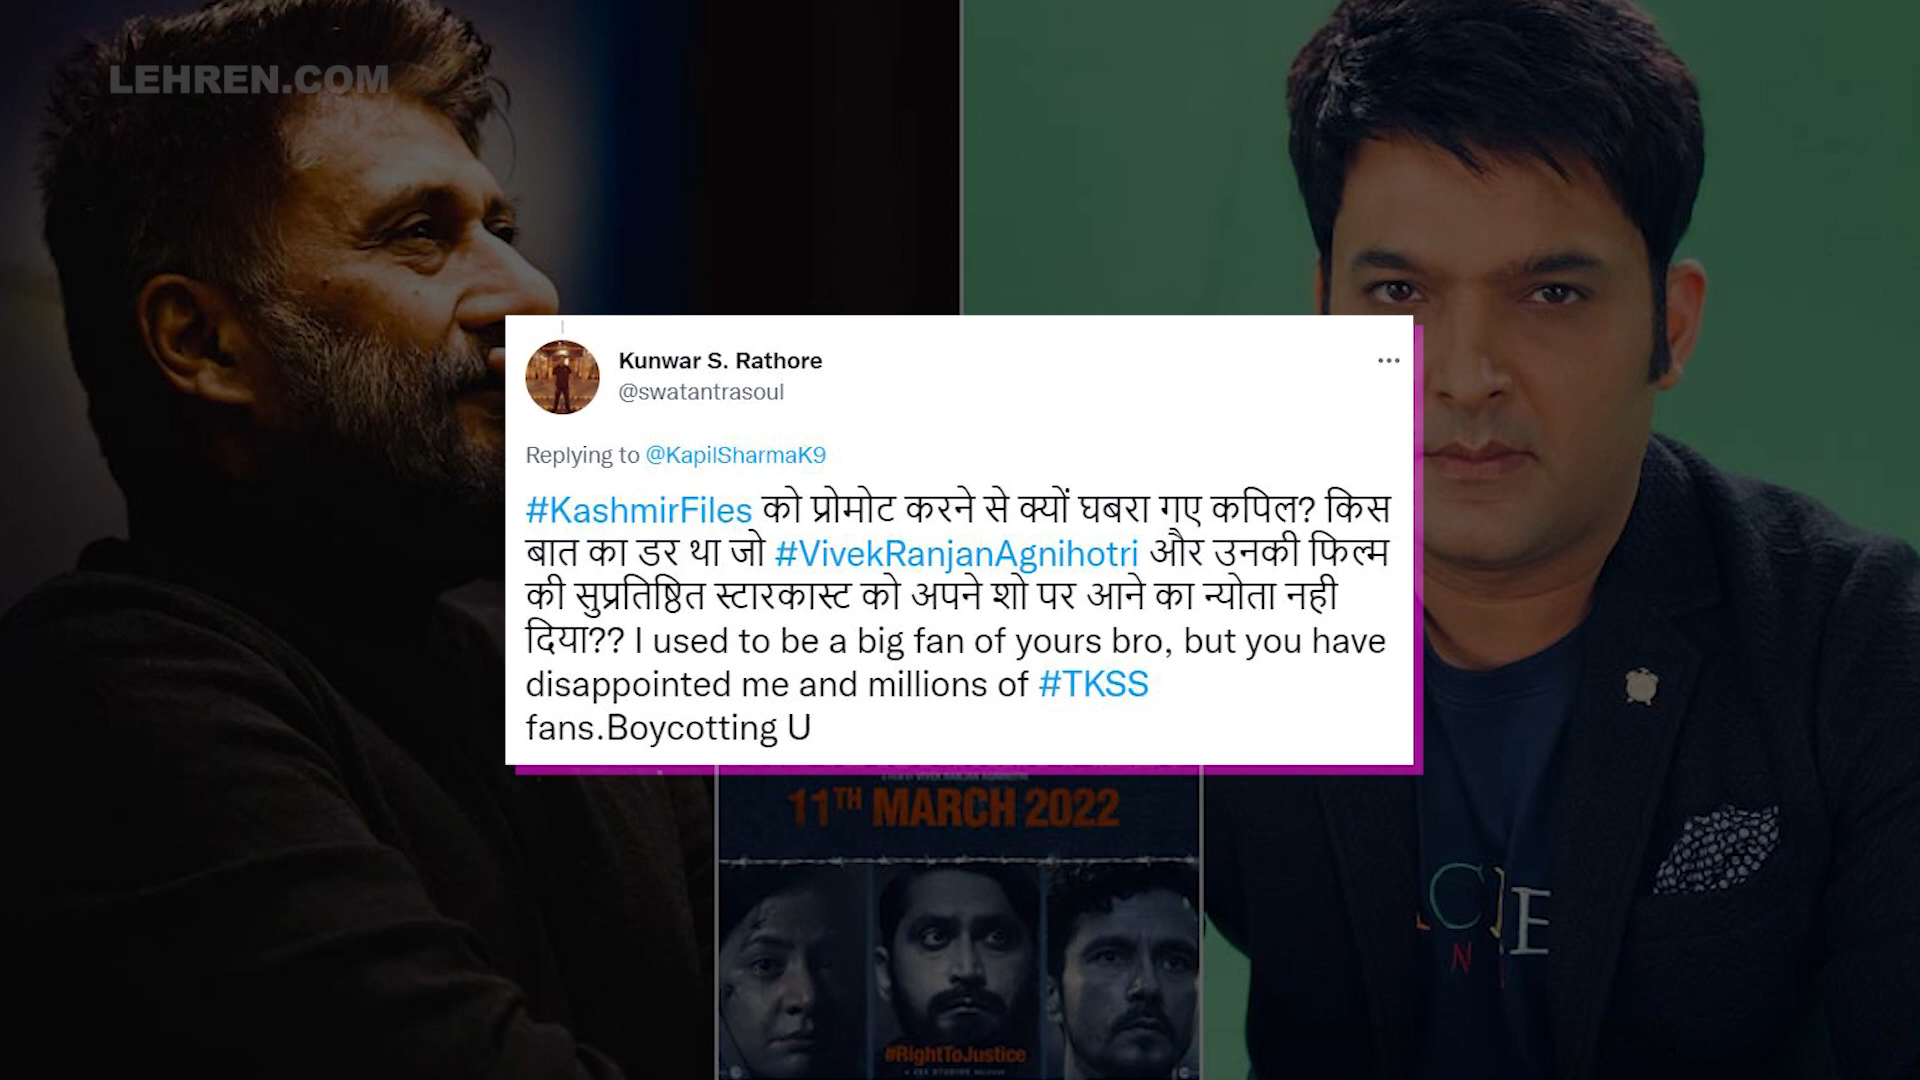 LEHREN.COM
Kunwar S. Rathore
@swatantrasoul
Replying to @KapilSharmaK9
#KashmirFiles को प्रोमोट करने से क्यों घबरा गए कपिल? किस
बात का डर था जो #VivekRanjanAgnihotri और उनकी फिल्म
की सुप्रतिष्ठित स्टारकास्ट को अपने शो पर आने का न्योता नही
दिया?? I used to be a big fan of yours bro, but you have
disappointed me and millions of #TKSS
fans.Boycotting U
11TH MARCH 2022
#RightToJustice